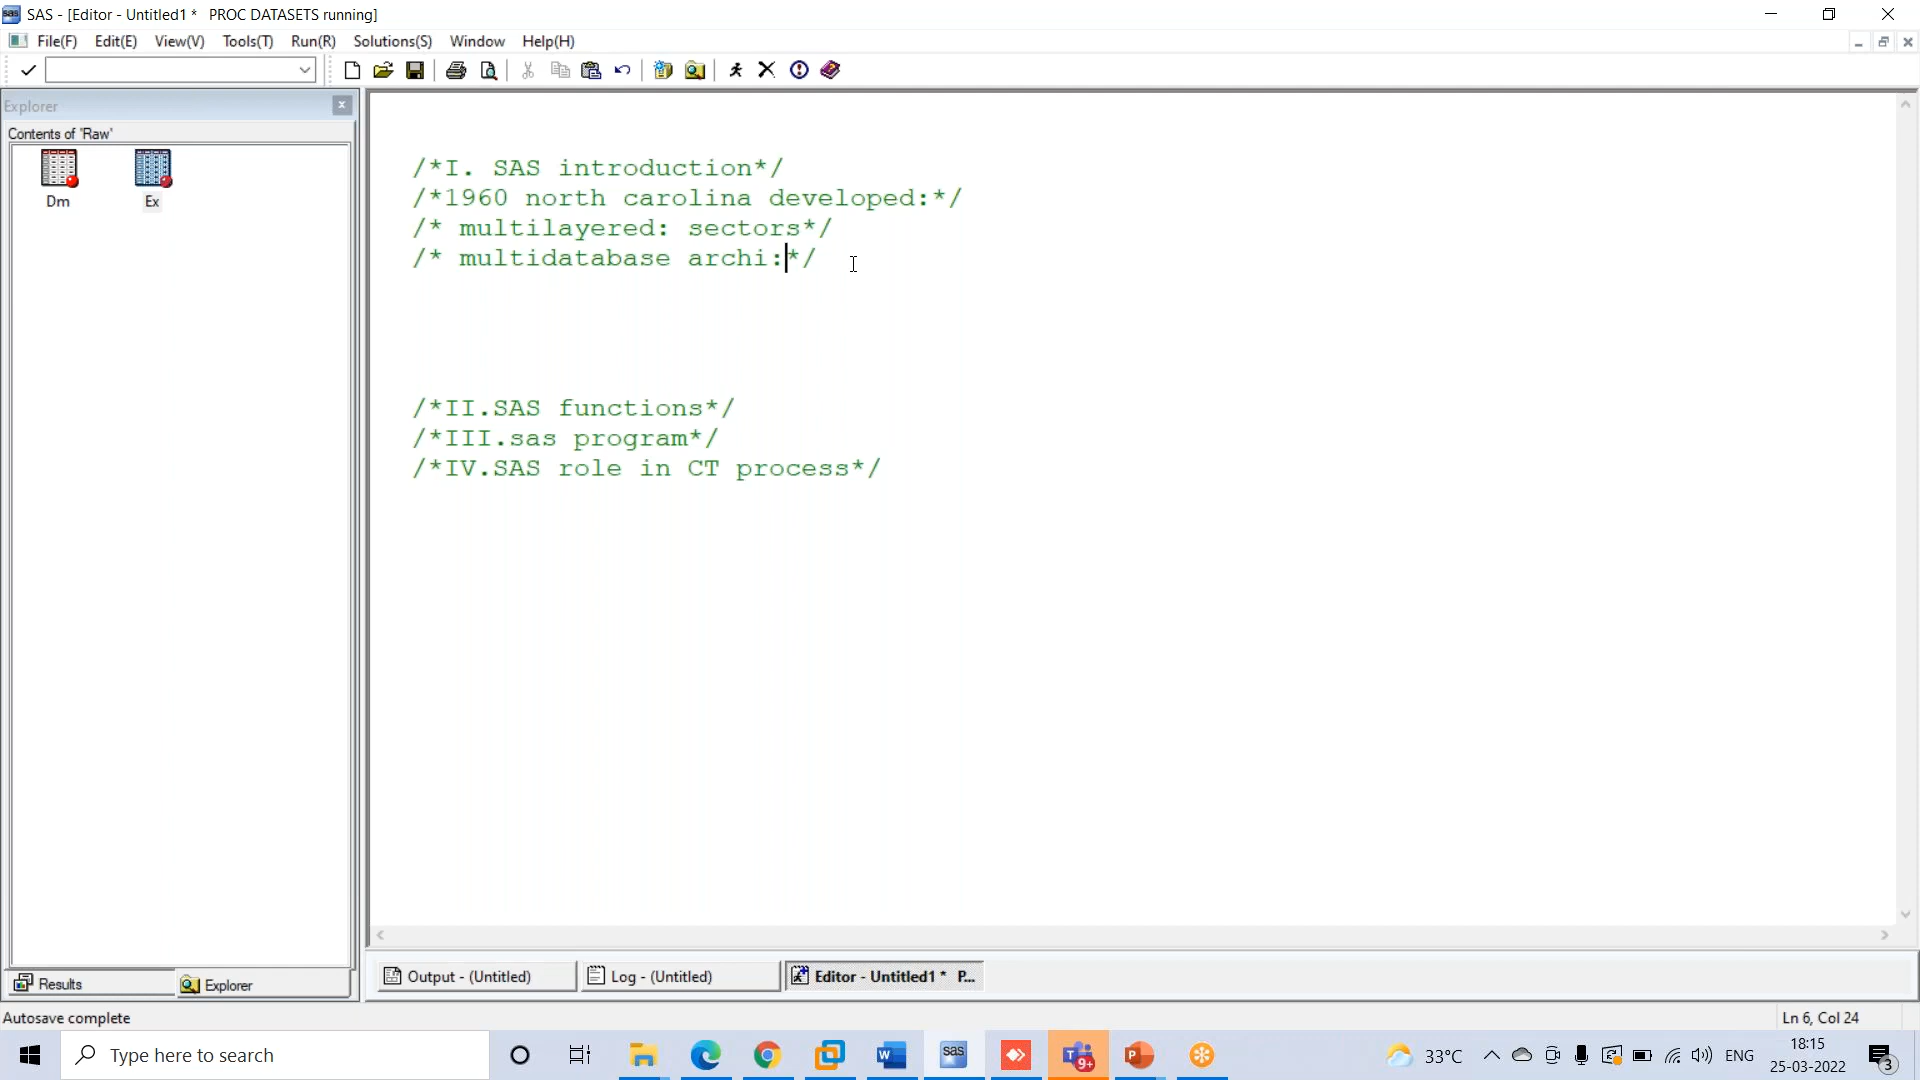 SAS - [Editor - Untitled1 * PROC DATASETS running]
File(F) Edit(E) View(V) Tools(T) Run(R) Solutions(S) Window Help(H)
Explorer
Contents of 'Raw'
Dm Ex
/*I. SAS introduction*/
/*1960 north carolina developed:*/
/* multilayered: sectors*/
/* multidatabase archi:*/
/*II.SAS functions*/
/*III.sas program*/
/*IV.SAS role in CT process*/
Results Explorer
Output - (Untitled) Log - (Untitled) Editor - Untitled1 * P...
Autosave complete
Ln 6, Col 24
Type here to search
sas
9+
33°C
ENG
18:15
25-03-2022
3